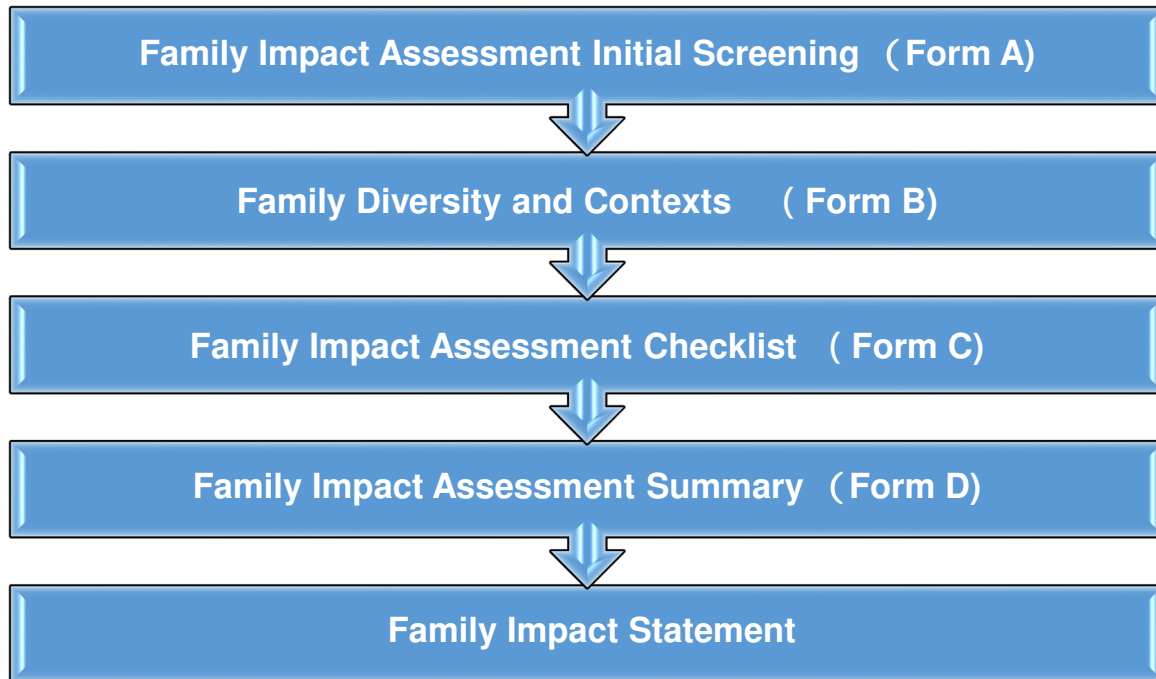 Family Impact Assessment Initial Screening （Form A)
Family Diversity and Contexts （ Form B)
Family Impact Assessment Checklist （ Form C)
Family Impact Assessment Summary （Form D)
Family Impact Statement